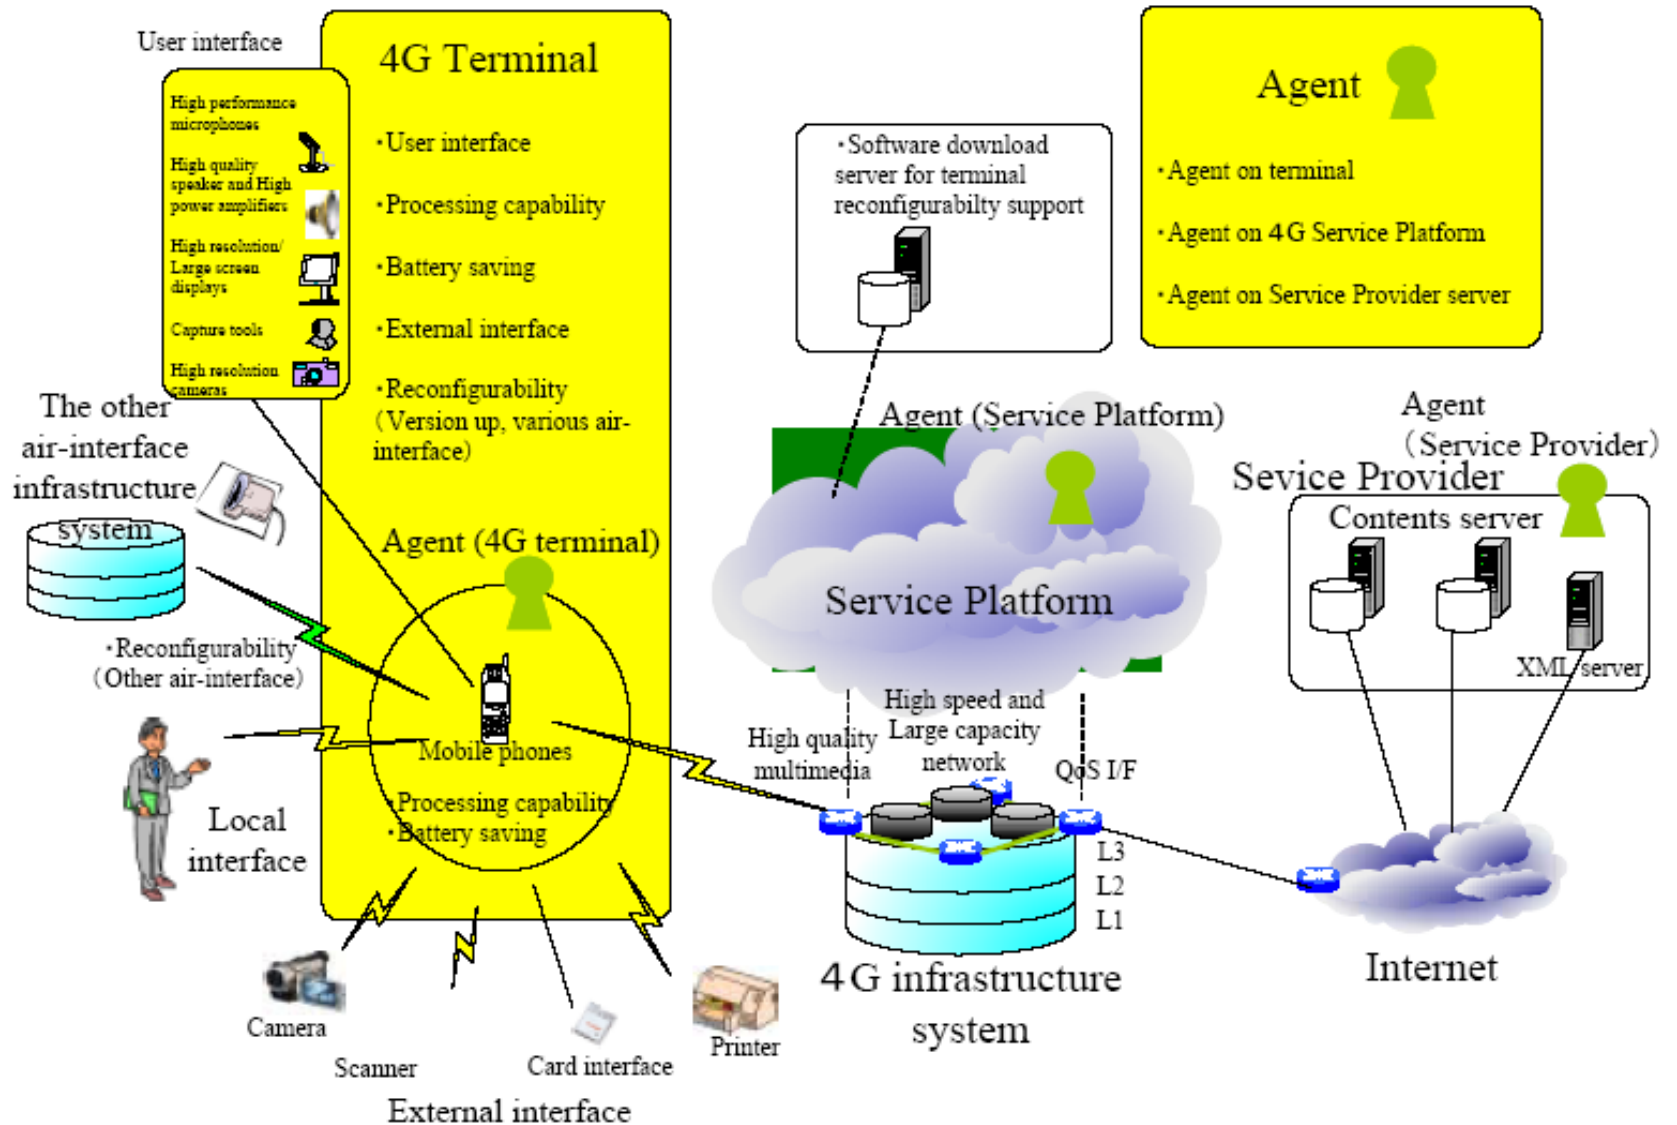 User interface
High performance
microphones
High quality
speaker and High
power amplifiers
High resolution/
Large screen
displays
Capture tools
High resolution
cameras
4G Terminal
・User interface
・Processing capability
・Battery saving
・External interface
・Reconfigurability
（Version up, various air-
interface）
Agent (4G terminal)
Mobile phones
・Processing capability
・Battery saving
The other
air-interface
infrastructure
system
・Reconfigurability
（Other air-interface）
Local
interface
Camera
Scanner
Card interface
Printer
External interface
・Software download
server for terminal
reconfigurabilty support
Agent (Service Platform)
Service Platform
High quality
multimedia
High speed and
Large capacity
network
QoS I/F
L3
L2
L1
４G infrastructure
system
Agent
・Agent on terminal
・Agent on ４G Service Platform
・Agent on Service Provider server
Agent
（Service Provider）
Sevice Provider
Contents server
XML server
Internet